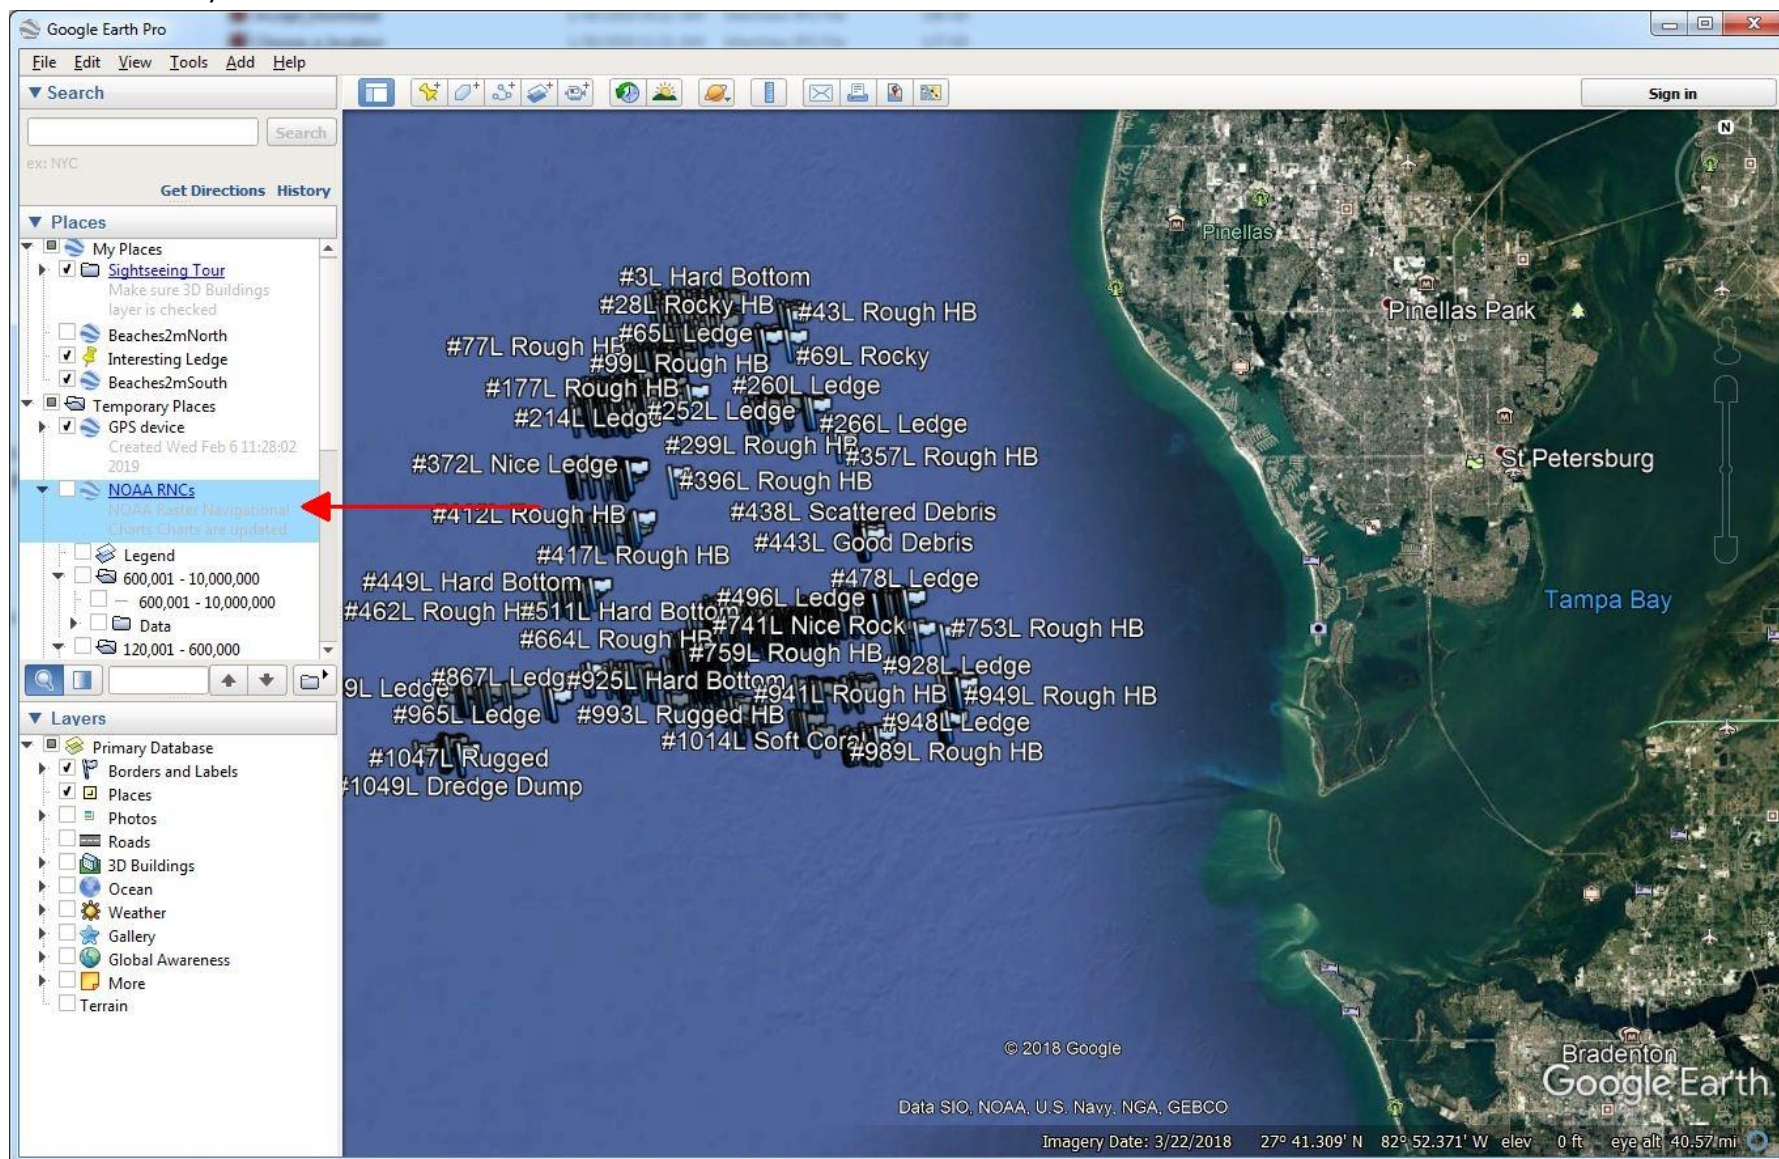 Google Earth Pro
File Edit View Tools Add Help
Search
Sign in
Search
ex: NYC
Get Directions History
Places
My Places
Sightseeing Tour
Make sure 3D Buildings
layer is checked
Beaches2mNorth
Interesting Ledge
Beaches2mSouth
Temporary Places
GPS device
Created Wed Feb 6 11:28:02
2019
NOAA RNCs
NOAA Raster Navigational
Charts Charts are updated
Legend
600,001 - 10,000,000
600,001 - 10,000,000
Data
120,001 - 600,000
Layers
Primary Database
Borders and Labels
Places
Photos
Roads
3D Buildings
Ocean
Weather
Gallery
Global Awareness
More
Terrain
N
Pinellas
#3L Hard Bottom
#28L Rocky HB
#43L Rough HB
Pinellas Park
#65L Ledge
#77L Rough HB
#69L Rocky
#99L Rough HB
#177L Rough HB
#260L Ledge
#214L Ledge
#252L Ledge
#266L Ledge
#299L Rough HB
#357L Rough HB
St Petersburg
#372L Nice Ledge
#396L Rough HB
#412L Rough HB
#438L Scattered Debris
#417L Rough HB
#443L Good Debris
#449L Hard Bottom
#478L Ledge
#496L Ledge
Tampa Bay
#462L Rough H
#511L Hard Bottom
#741L Nice Rock
#753L Rough HB
#664L Rough HB
#759L Rough HB
#928L Ledge
9L Ledge
#867L Ledg
#925L Hard Bottom
#941L Rough HB
#949L Rough HB
#965L Ledge
#993L Rugged HB
#948L Ledge
#1014L Soft Coral
#989L Rough HB
#1047L Rugged
#1049L Dredge Dump
© 2018 Google
Bradenton
Google Earth
Data SIO, NOAA, U.S. Navy, NGA, GEBCO
Imagery Date: 3/22/2018 27° 41.309' N 82° 52.371' W elev 0 ft eye alt 40.57 mi